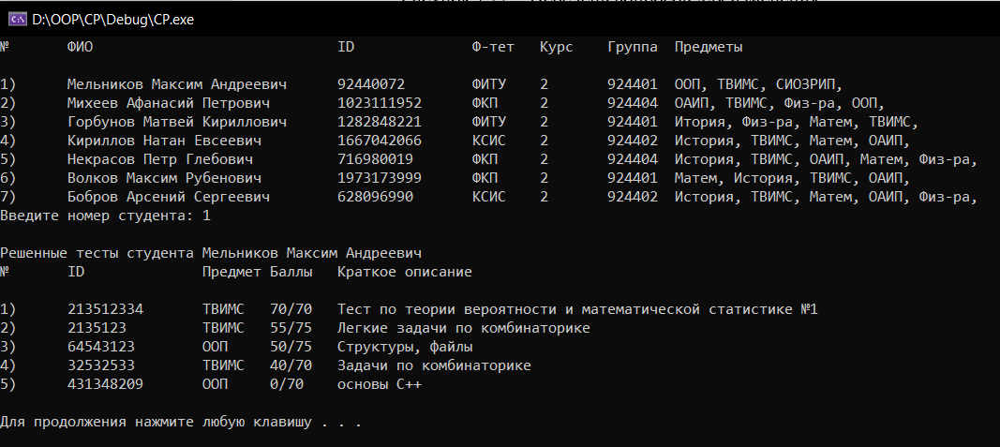 D:\OOP\CP\Debug\CP.exe
№ ФИО ID Ф-тет Курс Группа Предметы
1) Мельников Максим Андреевич 92440072 ФИТУ 2 924401 ООП, ТВИМС, СИОЗРИП,
2) Михеев Афанасий Петрович 1023111952 ФКП 2 924404 ОАИП, ТВИМС, Физ-ра, ООП,
3) Горбунов Матвей Кириллович 1282848221 ФИТУ 2 924401 Итория, Физ-ра, Матем, ТВИМС,
4) Кириллов Натан Евсеевич 1667042066 КСИС 2 924402 История, ТВИМС, Матем, ОАИП,
5) Некрасов Петр Глебович 716980019 ФКП 2 924404 История, ТВИМС, ОАИП, Матем, Физ-ра,
6) Волков Максим Рубенович 1973173999 ФКП 2 924401 Матем, История, ТВИМС, ОАИП,
7) Бобров Арсений Сергеевич 628096990 КСИС 2 924402 История, ТВИМС, Матем, ОАИП, Физ-ра,
Введите номер студента: 1
Решенные тесты студента Мельников Максим Андреевич
№ ID Предмет Баллы Краткое описание
1) 213512334 ТВИМС 70/70 Тест по теории вероятности и математической статистике №1
2) 2135123 ТВИМС 55/75 Легкие задачи по комбинаторике
3) 64543123 ООП 50/75 Структуры, файлы
4) 32532533 ТВИМС 40/70 Задачи по комбинаторике
5) 431348209 ООП 0/70 основы С++
Для продолжения нажмите любую клавишу . . .